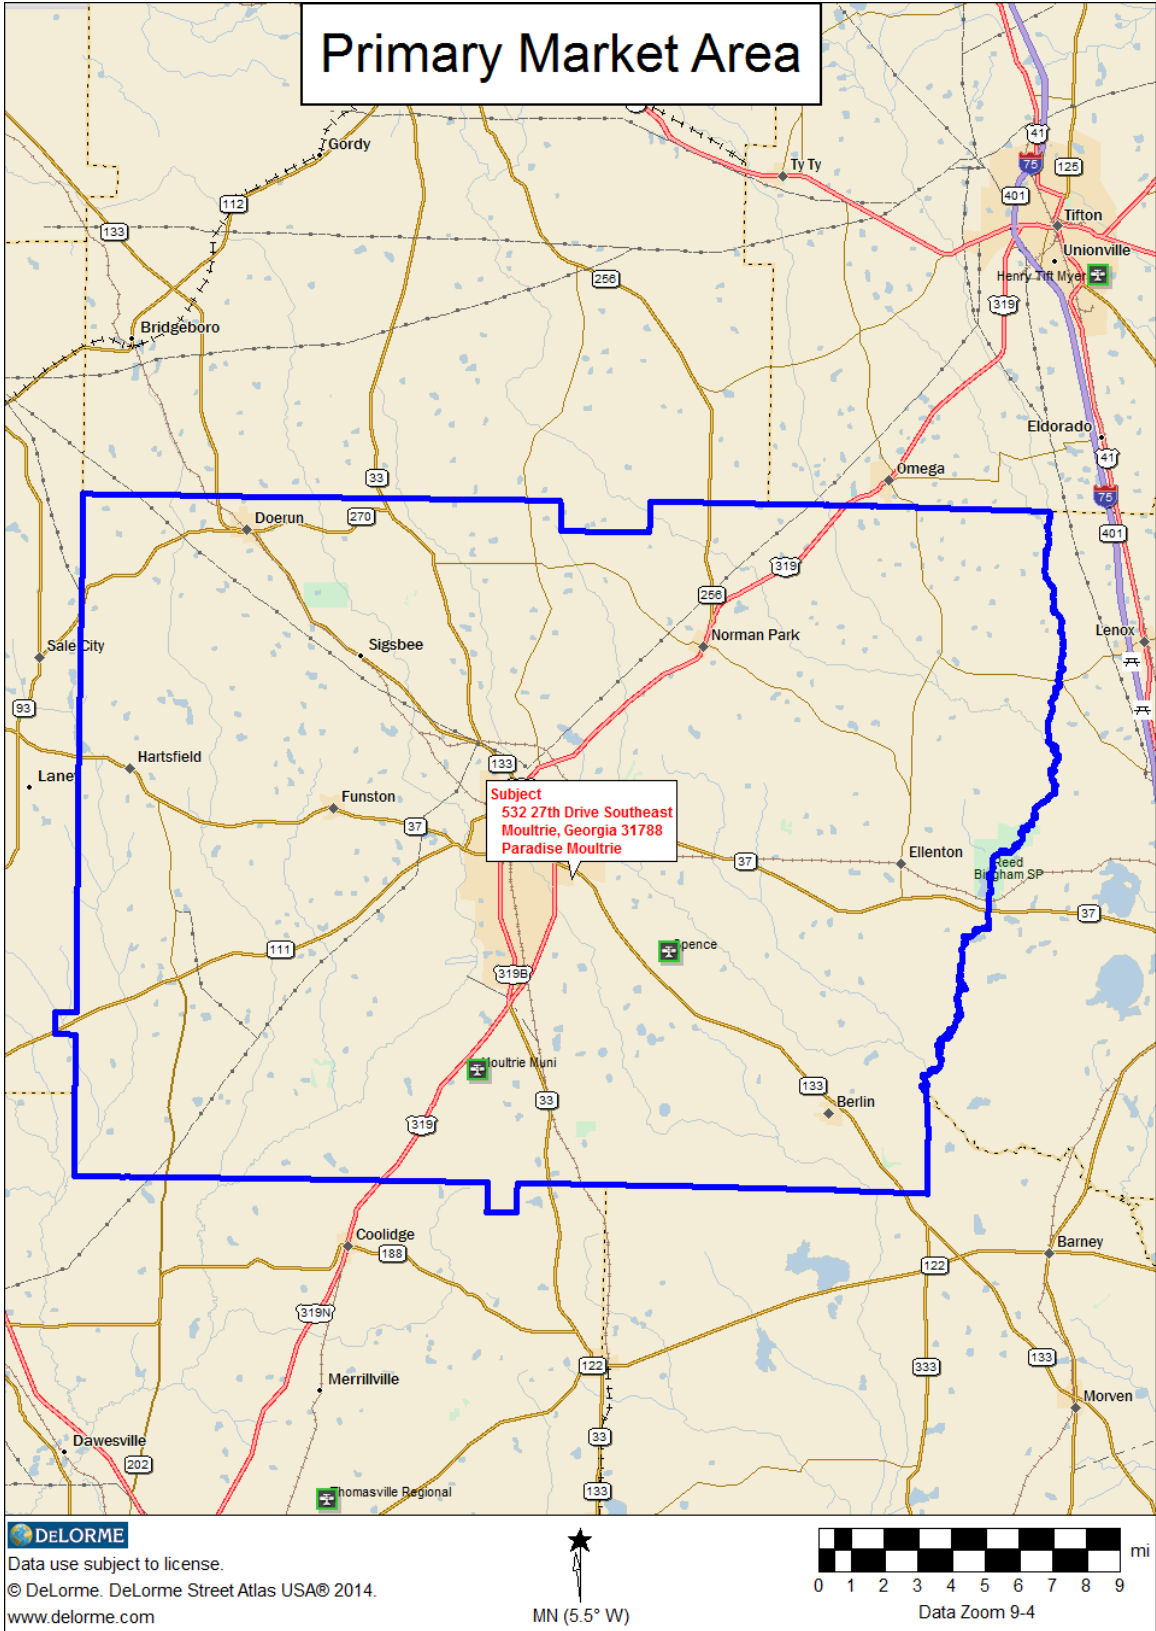 Primary Market Area
Gordy
Ty Ty
41
75
125
112
401
Tifton
133
Unionville
Henry Tift Myer
256
319
Bridgeboro
Eldorado
41
Omega
33
75
Doerun
270
401
319
256
Lenox
Norman Park
Sale City
Sigsbee
93
Hartsfield
133
Lane
Funston
Subject
532 27th Drive Southeast
Moultrie, Georgia 31788
Paradise Moultrie
37
37
Ellenton
Reed
Bingham SP
37
111
Spence
319B
Moultrie Muni
133
33
Berlin
319
Coolidge
188
Barney
122
319N
133
122
333
Merrillville
Morven
33
Dawesville
202
133
Thomasville Regional
DELORME
Data use subject to license.
© DeLorme. DeLorme Street Atlas USA® 2014.
www.delorme.com
MN (5.5° W)
mi
0 1 2 3 4 5 6 7 8 9
Data Zoom 9-4